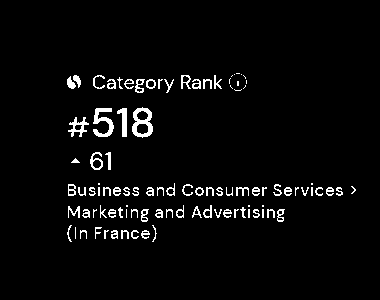 Category Rank
#518
61
Business and Consumer Services >
Marketing and Advertising
(In France)